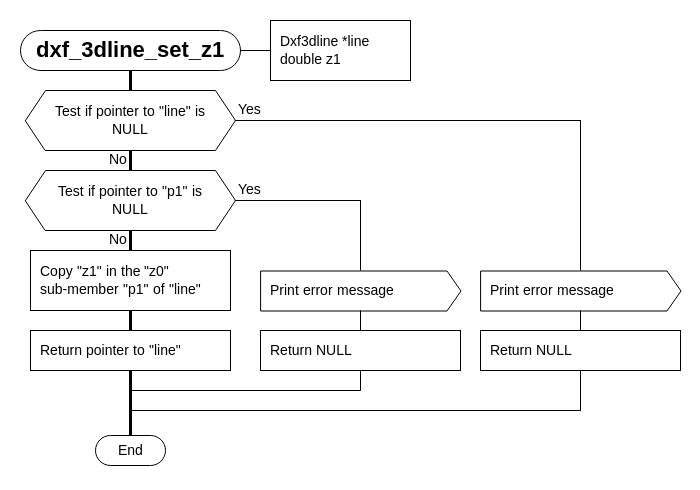 dxf_3dline_set_z1
Dxf3dline *line
double z1
Test if pointer to "line" is
NULL
Yes
No
Test if pointer to "p1" is
NULL
Yes
No
Copy "z1" in the "z0"
sub-member "p1" of "line"
Print error message
Print error message
Return pointer to "line"
Return NULL
Return NULL
End